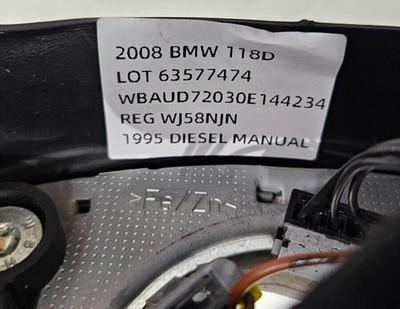 2008 BMW 118D
LOT 63577474
WBAUD72030E144234
REG WJ58NJN
1995 DIESEL MANUAL
>Fe/Zn<